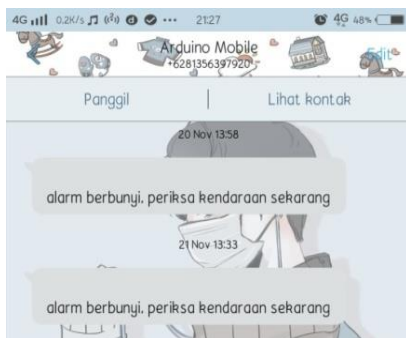 4G 0.2K/s 21:27 4G 48%
Arduino Mobile
+6281356397920
Edit
Panggil Lihat kontak
20 Nov 13:58
alarm berbunyi, periksa kendaraan sekarang
21 Nov 13:33
alarm berbunyi, periksa kendaraan sekarang